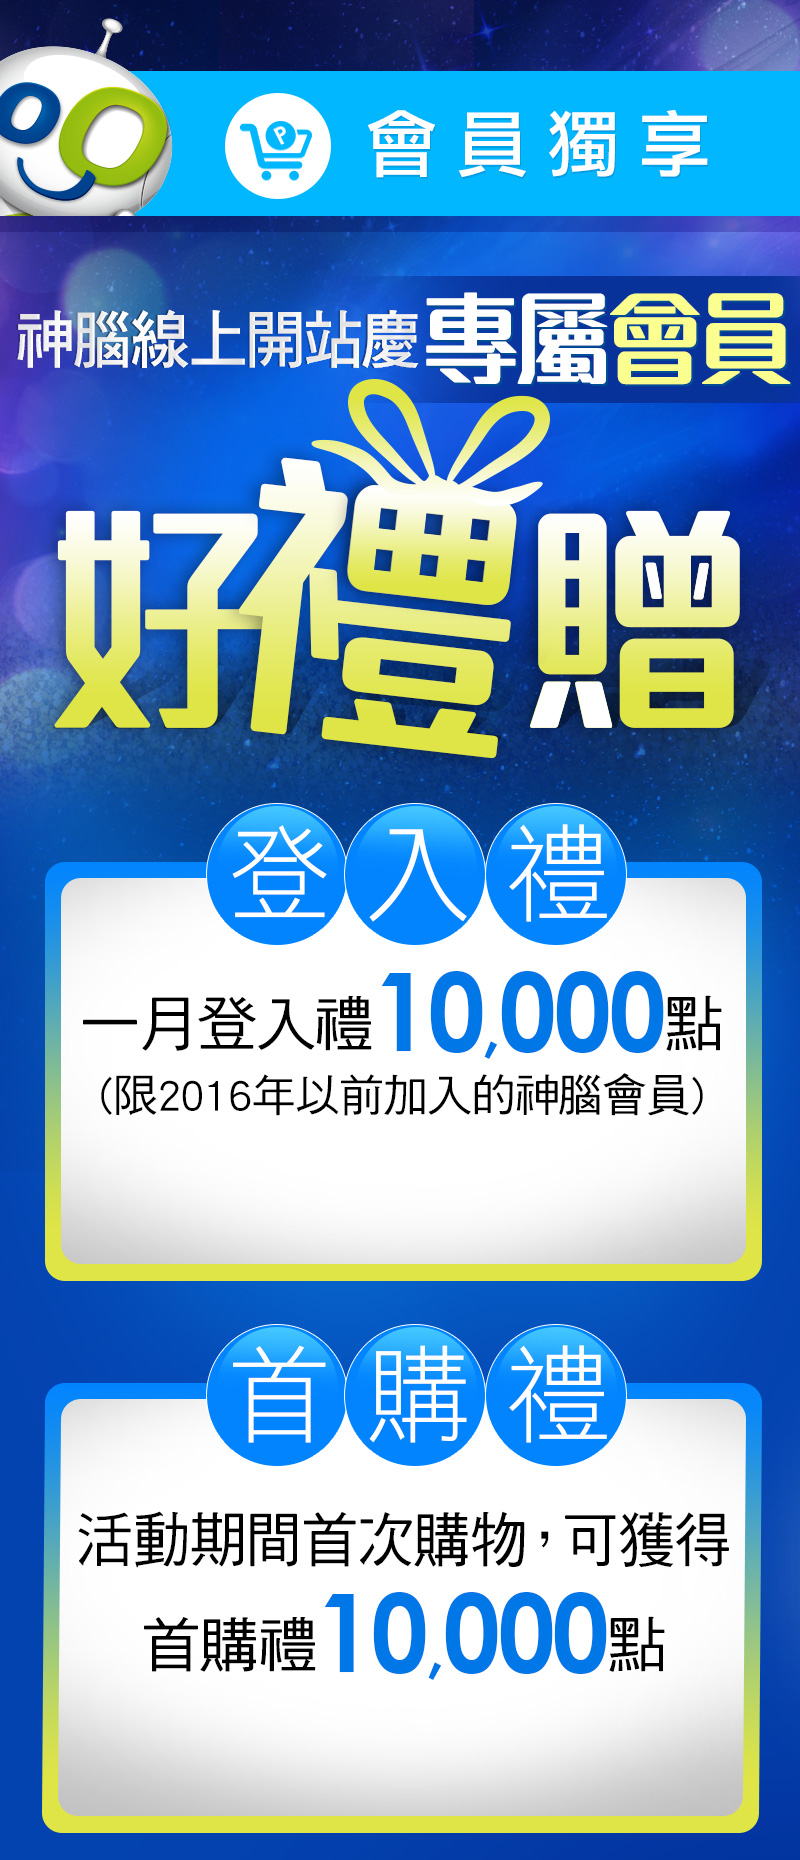 會員獨享
神腦線上開站慶專屬會員
好禮贈
登入禮
一月登入禮10,000點
(限2016年以前加入的神腦會員)
首購禮
活動期間首次購物，可獲得
首購禮10,000點